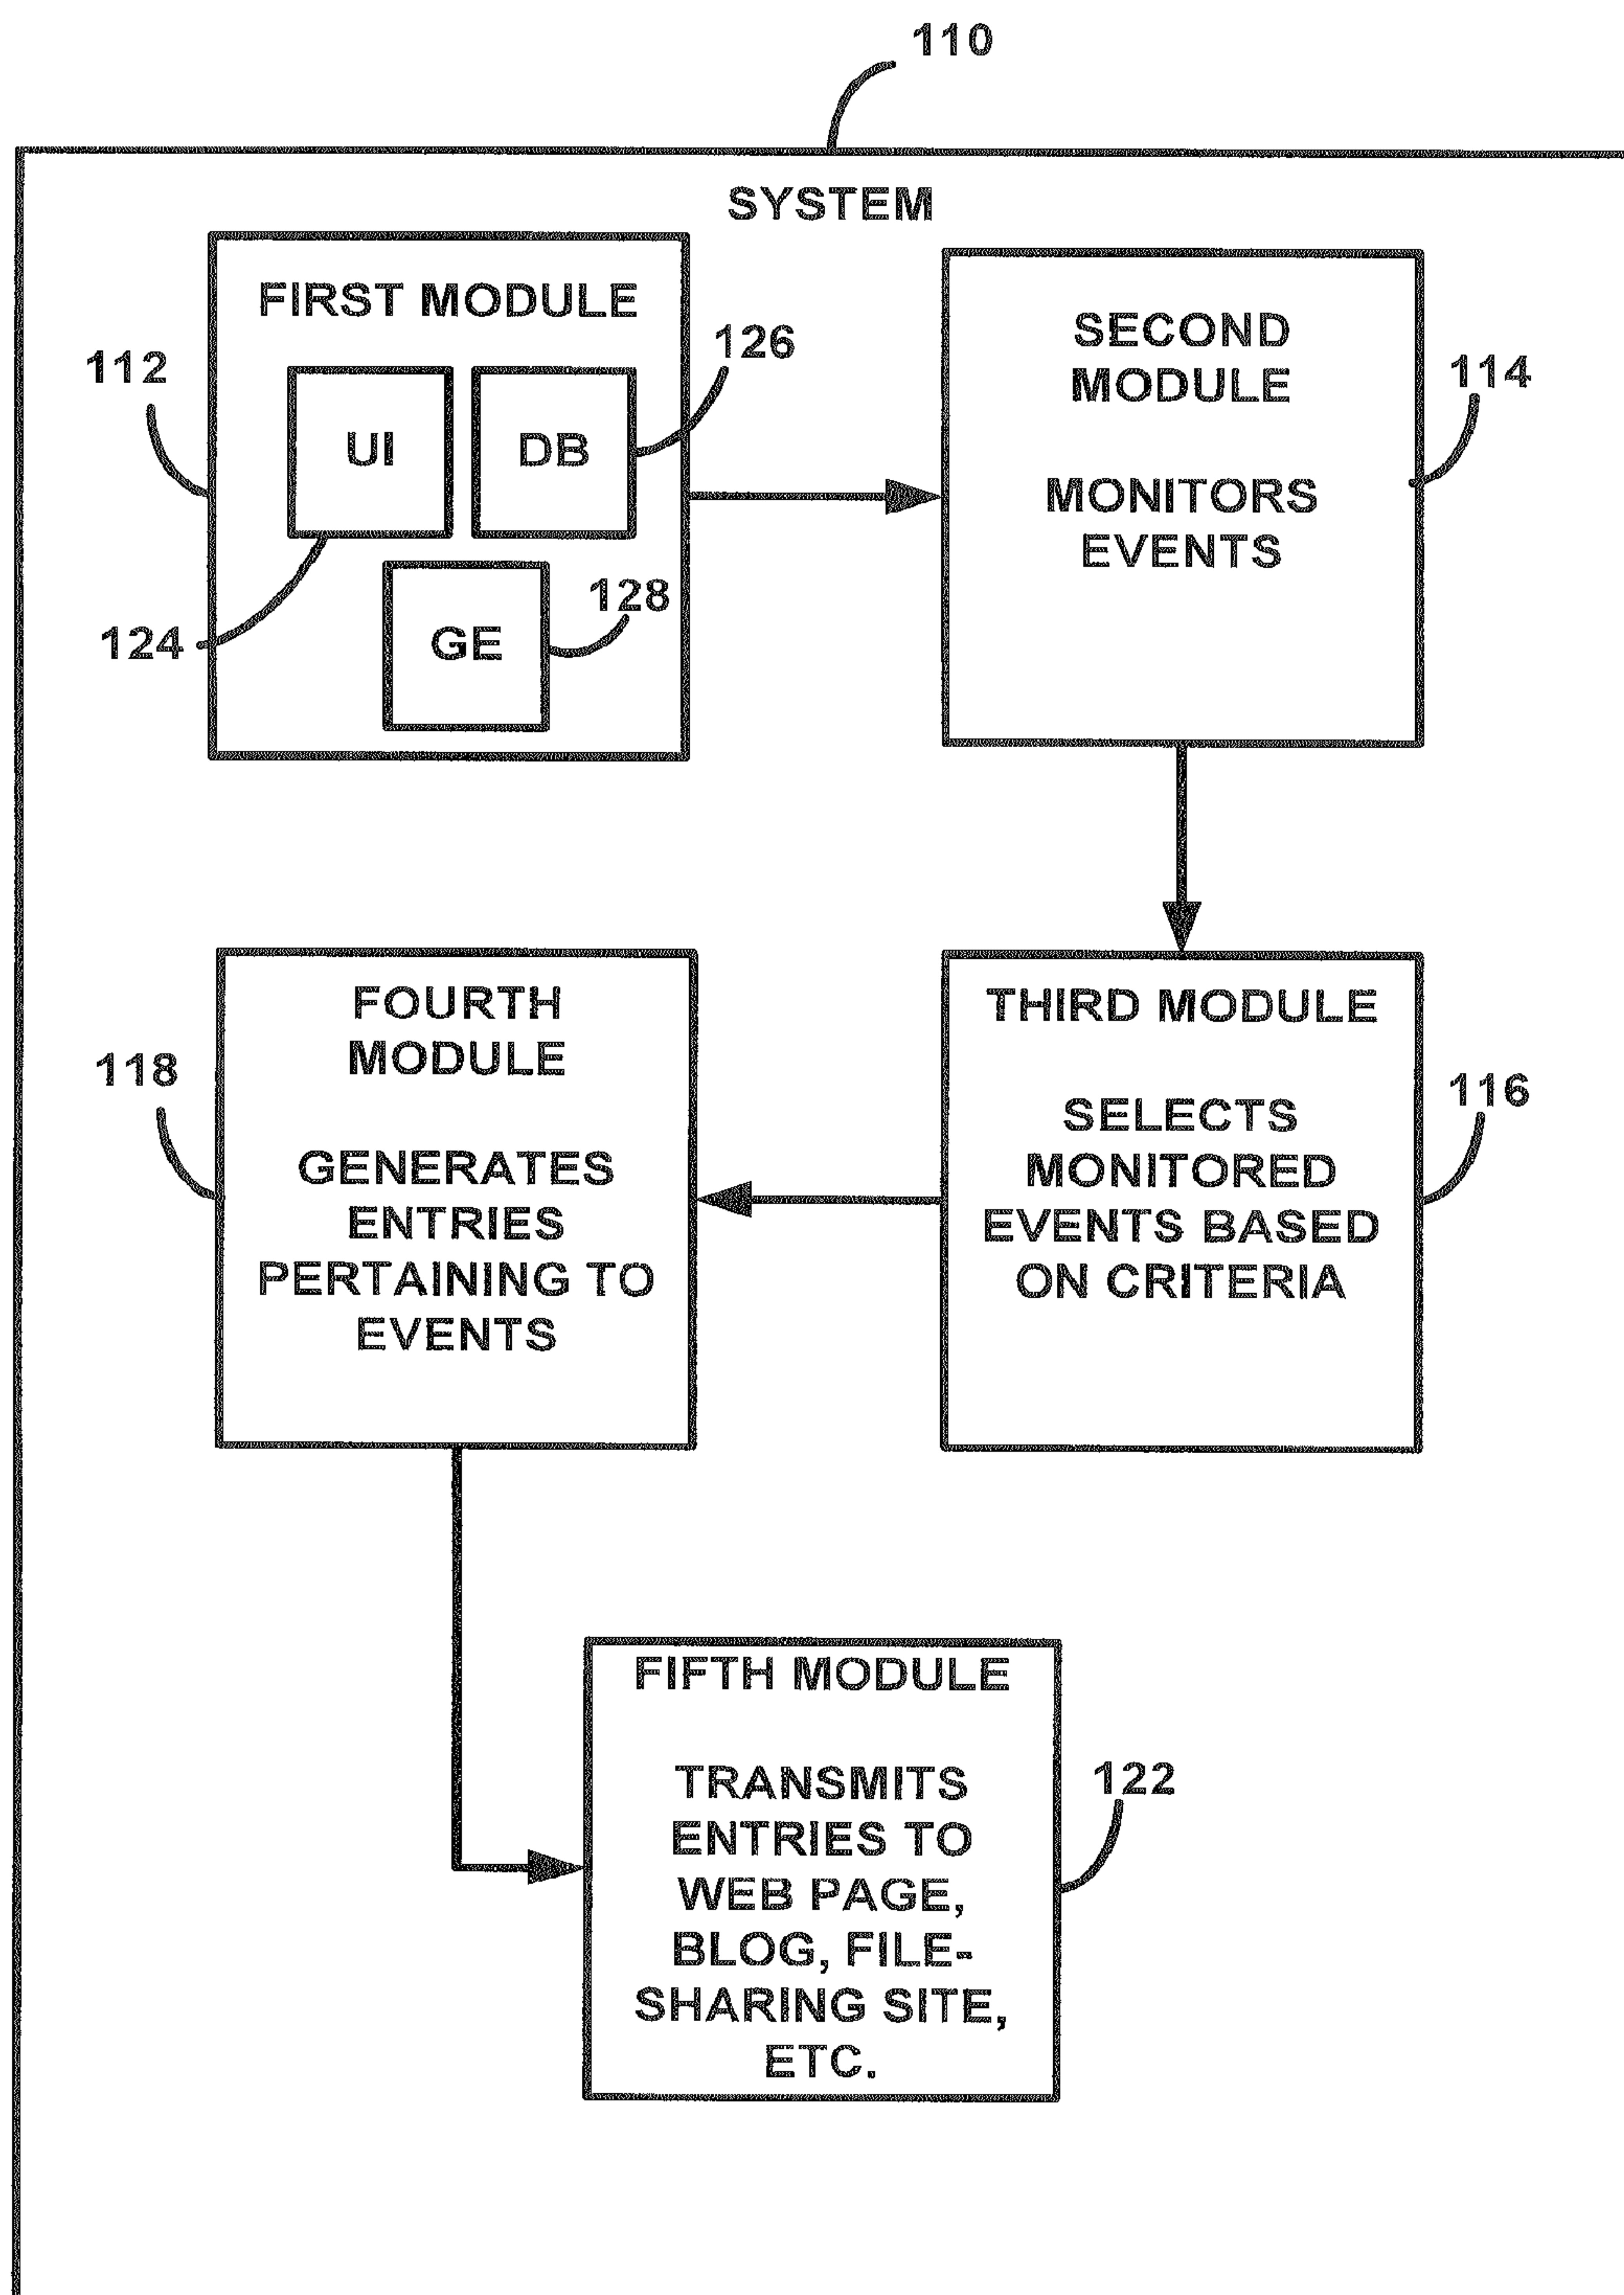 110
SYSTEM
FIRST MODULE
112
126
UI
DB
124
128
GE
SECOND
MODULE
MONITORS
EVENTS
114
FOURTH
MODULE
GENERATES
ENTRIES
PERTAINING TO
EVENTS
118
THIRD MODULE
SELECTS
MONITORED
EVENTS BASED
ON CRITERIA
116
FIFTH MODULE
TRANSMITS
ENTRIES TO
WEB PAGE,
BLOG, FILE-
SHARING SITE,
ETC.
122